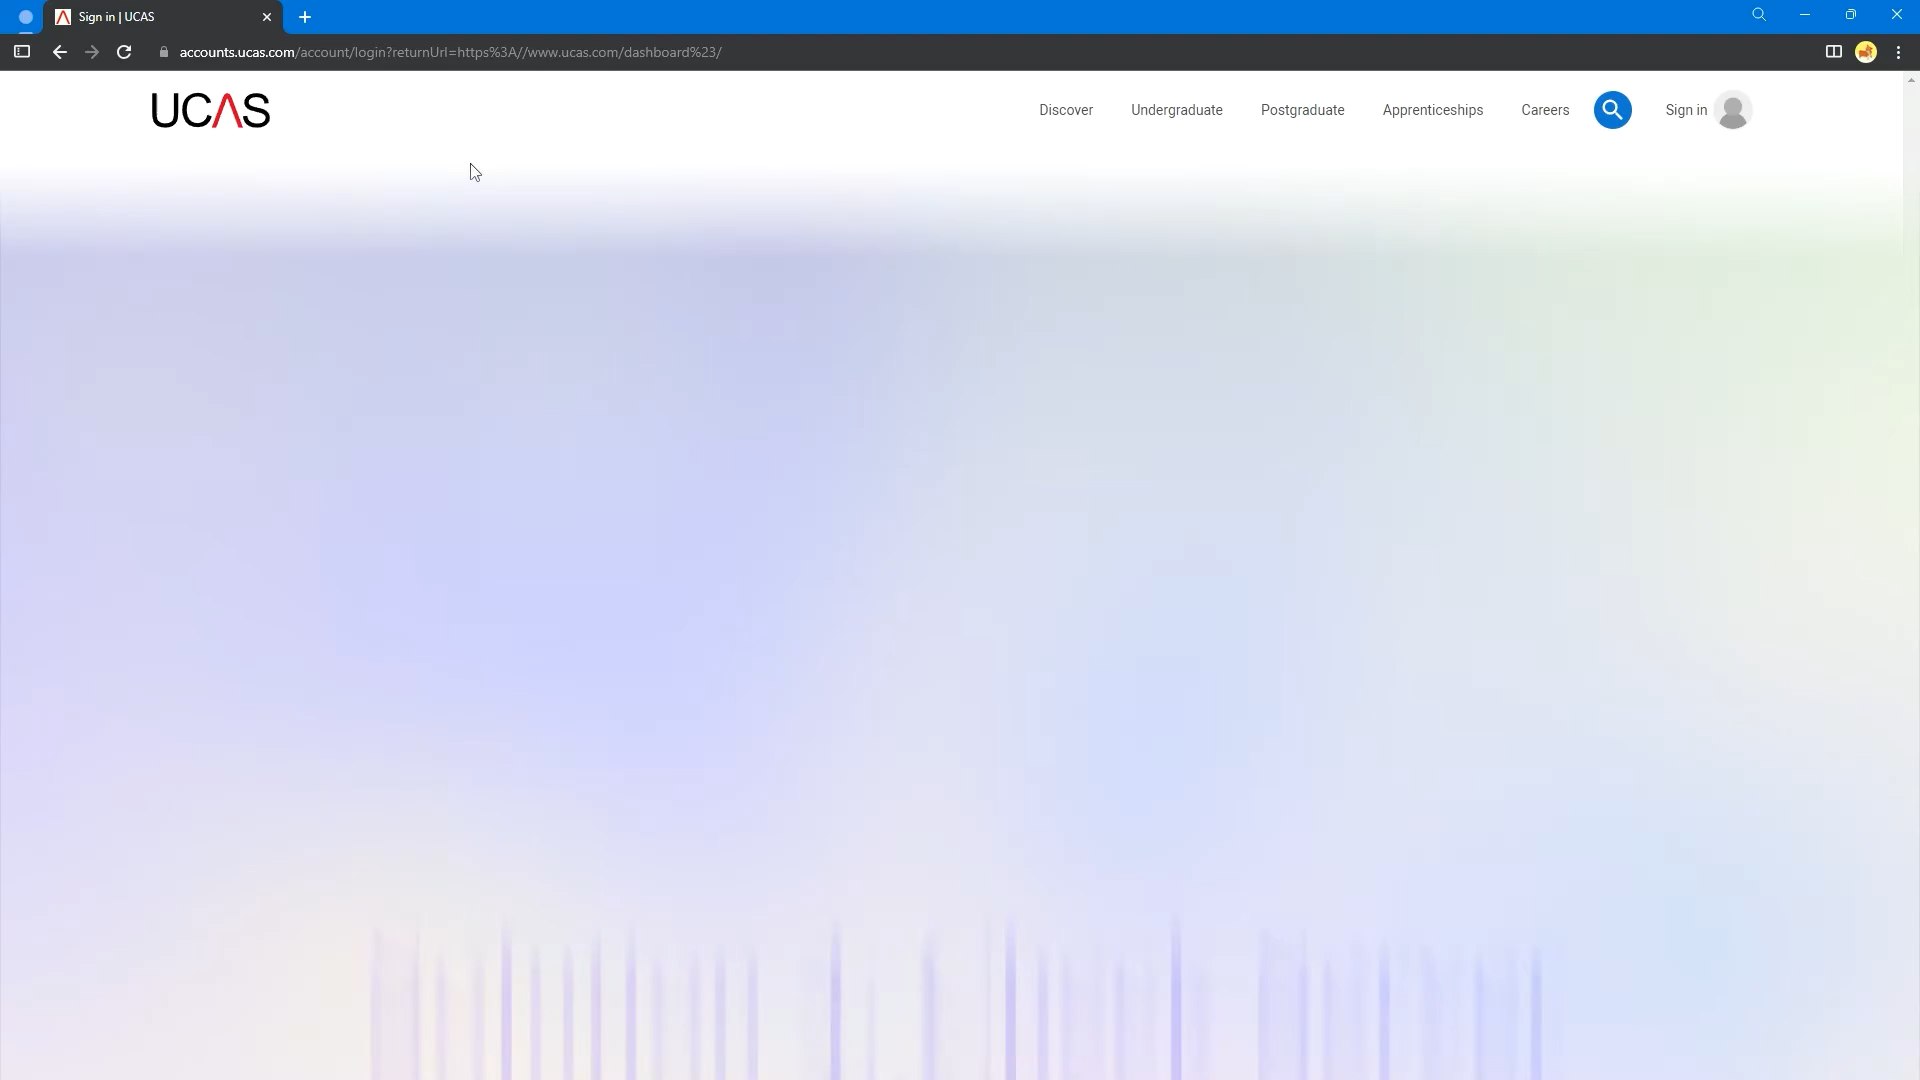 Sign in | UCAS
accounts.ucas.com/account/login?returnUrl=https%3A//www.ucas.com/dashboard%23/
UCAS
Discover
Undergraduate
Postgraduate
Apprenticeships
Careers
Sign in